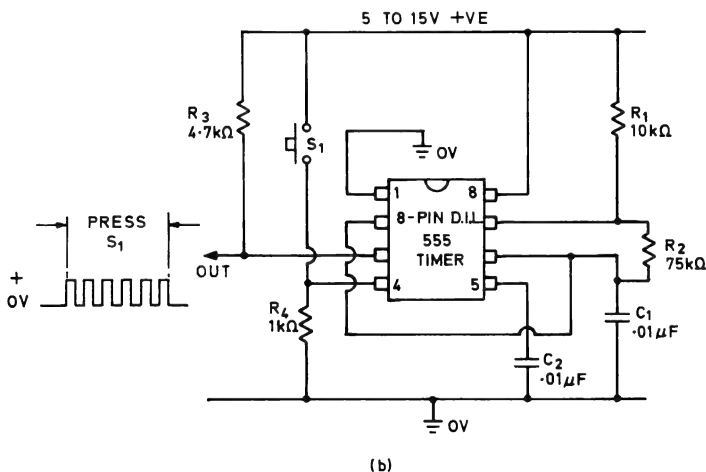 5 TO 15V +VE
R3
4·7kΩ
S1
0V
R1
10kΩ
1
8
8-PIN D.I.L
555
TIMER
4
5
R2
75kΩ
PRESS
S1
OUT
+
0V
R4
1kΩ
C1
·01μF
C2
·01μF
0V
(b)